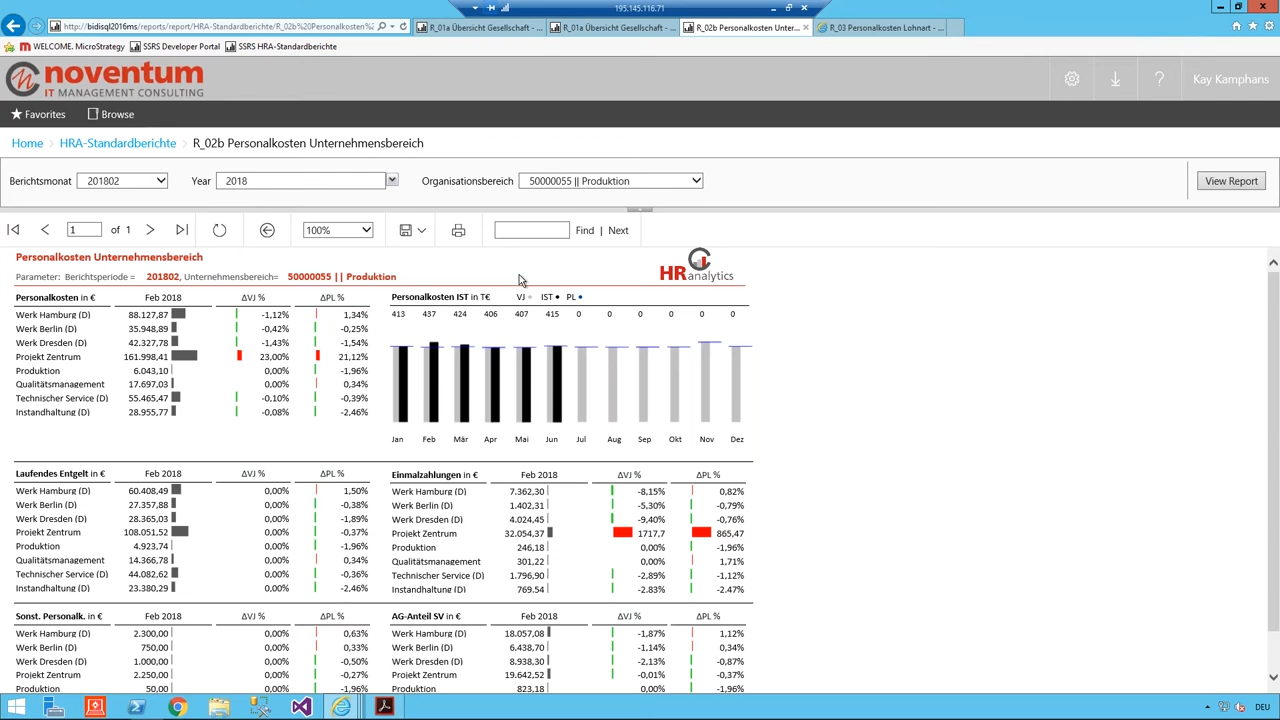 195.145.116.71
http://bidisql2016ms/reports/report/HRA-Standardberichte/R_02b%20Personalkosten%2
R_01a Übersicht Gesellschaft - ...
R_01a Übersicht Gesellschaft - ...
R_02b Personalkosten Unter...
R_03 Personalkosten Lohnart - ...
WELCOME. MicroStrategy
SSRS Developer Portal
SSRS HRA-Standardberichte
noventum
IT MANAGEMENT CONSULTING
? Kay Kamphans
Favorites Browse
Home > HRA-Standardberichte > R_02b Personalkosten Unternehmensbereich
Berichtsmonat 201802 Year 2018 Organisationsbereich 50000055 || Produktion View Report
1 of 1 100% Find | Next
Personalkosten Unternehmensbereich
Parameter: Berichtsperiode = 201802, Unternehmensbereich= 50000055 || Produktion
HR analytics
Personalkosten in € Feb 2018 ΔVJ % ΔPL %
Werk Hamburg (D) 88.127,87 -1,12% 1,34%
Werk Berlin (D) 35.948,89 -0,42% -0,25%
Werk Dresden (D) 42.327,78 -1,43% -1,54%
Projekt Zentrum 161.998,41 23,00% 21,12%
Produktion 6.043,10 0,00% -1,96%
Qualitätsmanagement 17.697,03 0,00% 0,34%
Technischer Service (D) 55.465,47 -0,10% -0,39%
Instandhaltung (D) 28.955,77 -0,08% -2,46%
Personalkosten IST in T€ VJ IST PL
413 437 424 406 407 415 0 0 0 0 0 0
Jan Feb Mär Apr Mai Jun Jul Aug Sep Okt Nov Dez
Laufendes Entgelt in € Feb 2018 ΔVJ % ΔPL %
Werk Hamburg (D) 60.408,49 0,00% 1,50%
Werk Berlin (D) 27.357,88 0,00% -0,38%
Werk Dresden (D) 28.365,03 0,00% -1,89%
Projekt Zentrum 108.051,52 0,00% -0,37%
Produktion 4.923,74 0,00% -1,96%
Qualitätsmanagement 14.366,78 0,00% 0,34%
Technischer Service (D) 44.082,62 0,00% -0,36%
Instandhaltung (D) 23.380,29 0,00% -2,46%
Einmalzahlungen in € Feb 2018 ΔVJ % ΔPL %
Werk Hamburg (D) 7.362,30 -8,15% 0,82%
Werk Berlin (D) 1.402,31 -5,30% -0,79%
Werk Dresden (D) 4.024,45 -9,40% -0,76%
Projekt Zentrum 32.054,37 1717,7 865,47
Produktion 246,18 0,00% -1,96%
Qualitätsmanagement 301,22 0,00% 1,71%
Technischer Service (D) 1.796,90 -2,89% -1,12%
Instandhaltung (D) 769,54 -2,83% -2,47%
Sonst. Personalk. in € Feb 2018 ΔVJ % ΔPL %
Werk Hamburg (D) 2.300,00 0,00% 0,63%
Werk Berlin (D) 750,00 0,00% 0,33%
Werk Dresden (D) 1.000,00 0,00% -0,50%
Projekt Zentrum 2.250,00 0,00% -0,27%
Produktion 50,00 0,00% -1,96%
AG-Anteil SV in € Feb 2018 ΔVJ % ΔPL %
Werk Hamburg (D) 18.057,08 -1,87% 1,12%
Werk Berlin (D) 6.438,70 -1,14% 0,34%
Werk Dresden (D) 8.938,30 -2,13% -0,87%
Projekt Zentrum 19.642,52 -0,01% -0,37%
Produktion 823,18 0,00% -1,96%
DEU